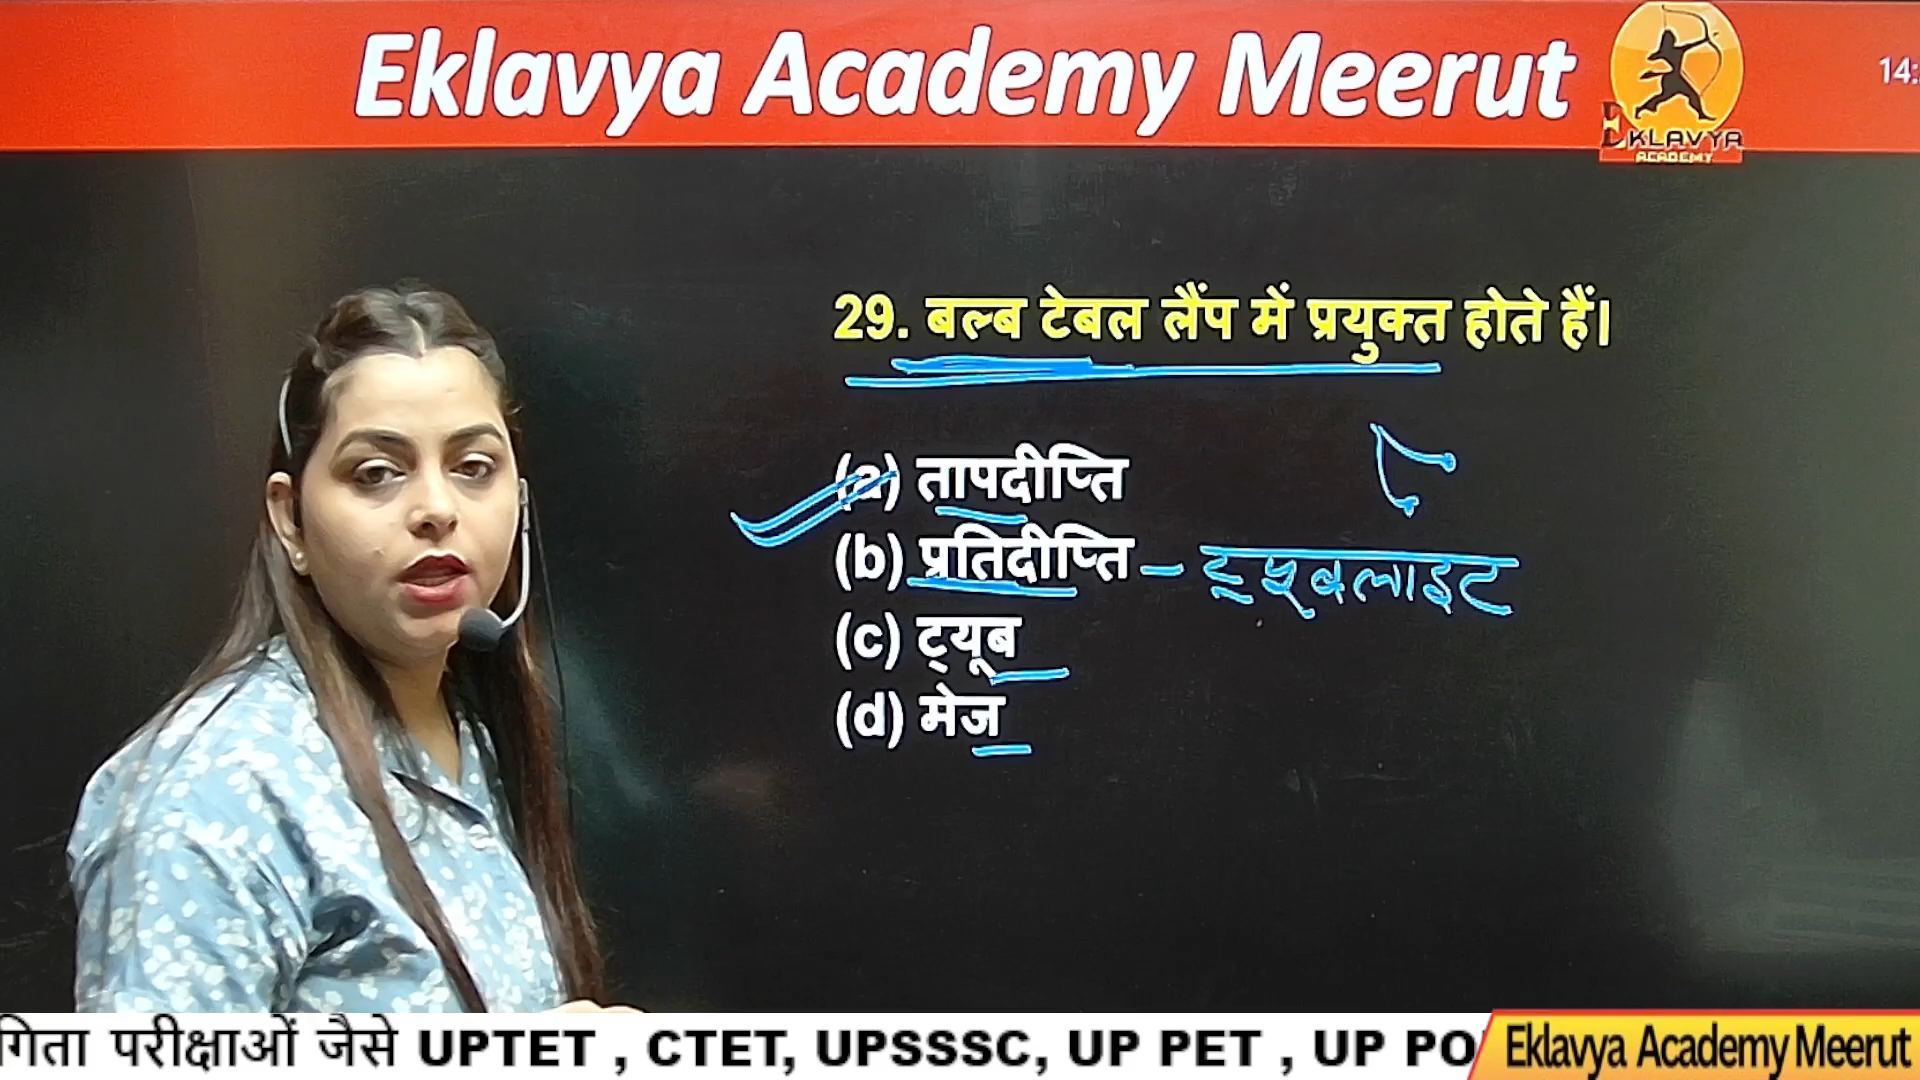 Eklavya Academy Meerut
EKLAVYA
ACADEMY
14:
29. बल्ब टेबल लैंप में प्रयुक्त होते हैं।
(a) तापदीप्ति
(b) प्रतिदीप्ति – ट्यूबलाइट
(c) ट्यूब
(d) मेज
गिता परीक्षाओं जैसे UPTET , CTET, UPSSSC, UP PET , UP PO
Eklavya Academy Meerut